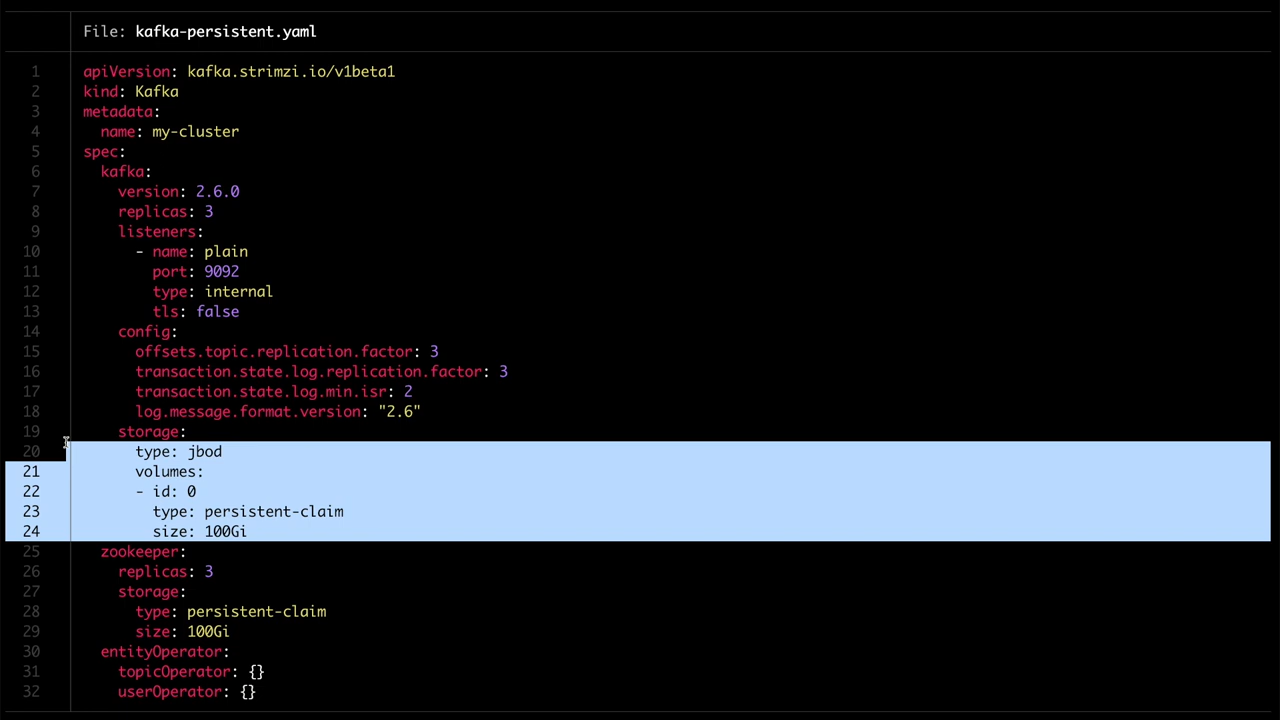 File: kafka-persistent.yaml
1 apiVersion: kafka.strimzi.io/v1beta1
2 kind: Kafka
3 metadata:
4   name: my-cluster
5 spec:
6   kafka:
7     version: 2.6.0
8     replicas: 3
9     listeners:
10       - name: plain
11         port: 9092
12         type: internal
13         tls: false
14     config:
15       offsets.topic.replication.factor: 3
16       transaction.state.log.replication.factor: 3
17       transaction.state.log.min.isr: 2
18       log.message.format.version: "2.6"
19     storage:
20       type: jbod
21       volumes:
22       - id: 0
23         type: persistent-claim
24         size: 100Gi
25   zookeeper:
26     replicas: 3
27     storage:
28       type: persistent-claim
29       size: 100Gi
30   entityOperator:
31     topicOperator: {}
32     userOperator: {}